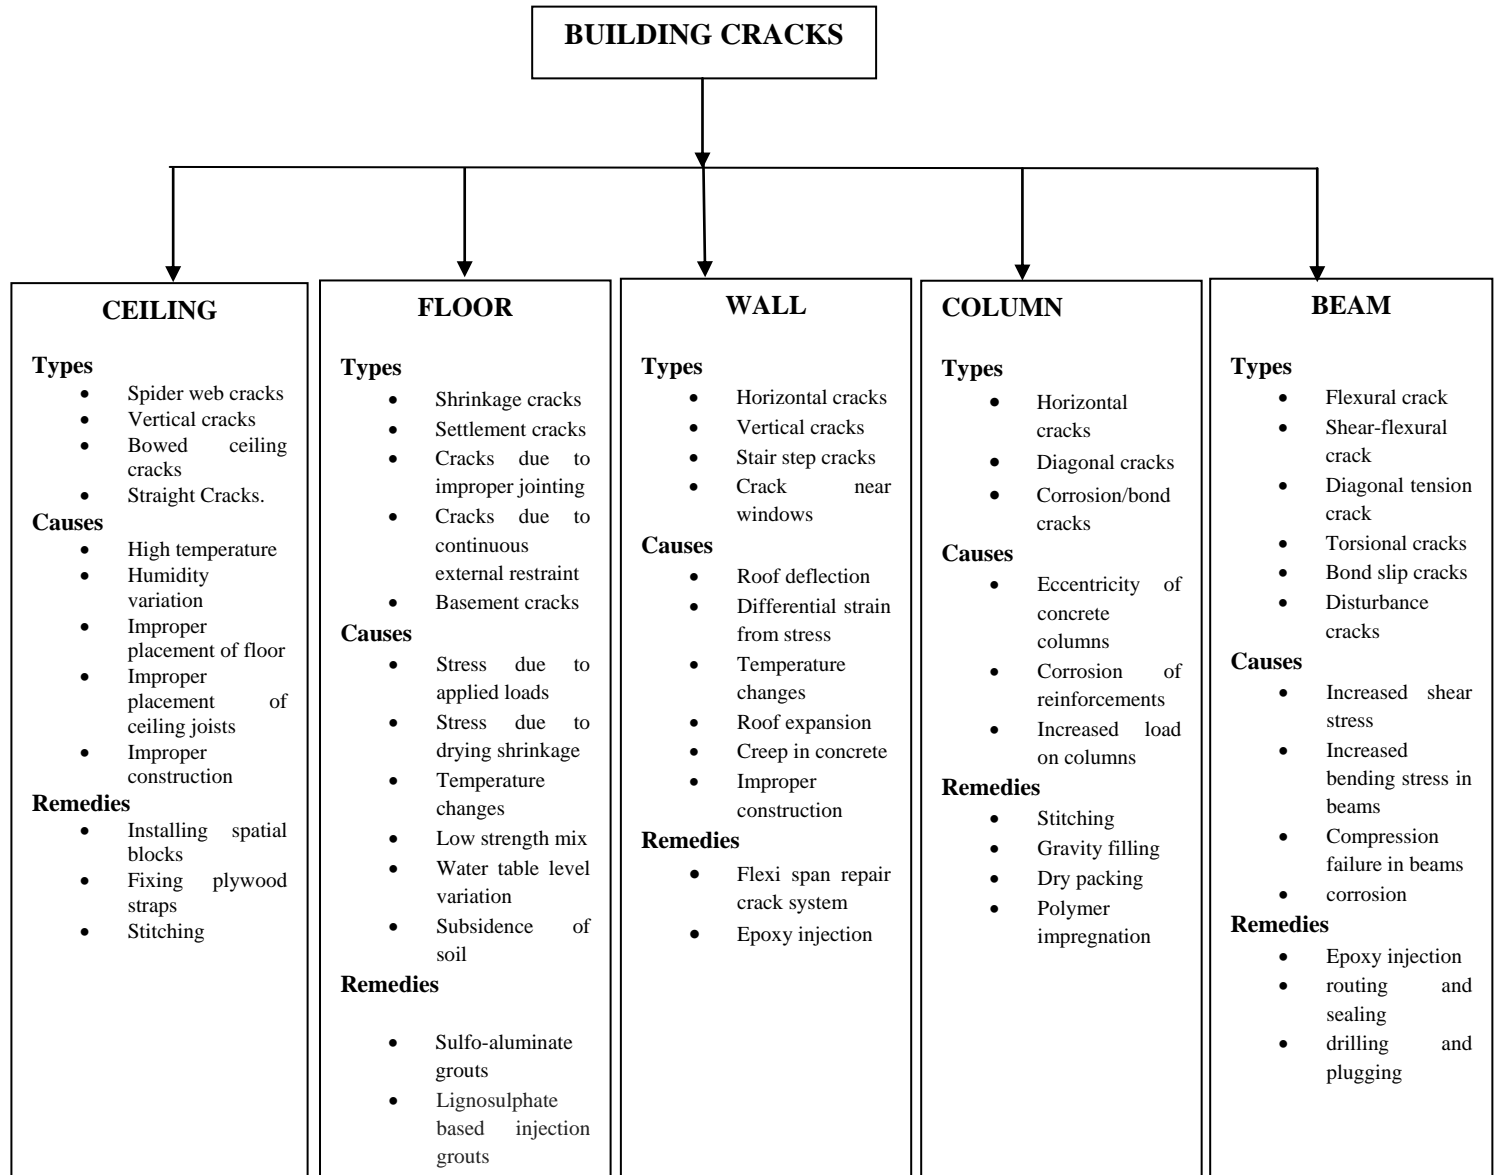 BUILDING CRACKS
CEILING
Types
• Spider web cracks
• Vertical cracks
• Bowed ceiling
cracks
• Straight Cracks.
Causes
• High temperature
• Humidity
variation
• Improper
placement of floor
• Improper
placement of
ceiling joists
• Improper
construction
Remedies
• Installing spatial
blocks
• Fixing plywood
straps
• Stitching
FLOOR
Types
• Shrinkage cracks
• Settlement cracks
• Cracks due to
improper jointing
• Cracks due to
continuous
external restraint
• Basement cracks
Causes
• Stress due to
applied loads
• Stress due to
drying shrinkage
• Temperature
changes
• Low strength mix
• Water table level
variation
• Subsidence of
soil
Remedies
• Sulfo-aluminate
grouts
• Lignosulphate
based injection
grouts
WALL
Types
• Horizontal cracks
• Vertical cracks
• Stair step cracks
• Crack near
windows
Causes
• Roof deflection
• Differential strain
from stress
• Temperature
changes
• Roof expansion
• Creep in concrete
• Improper
construction
Remedies
• Flexi span repair
crack system
• Epoxy injection
COLUMN
Types
• Horizontal
cracks
• Diagonal cracks
• Corrosion/bond
cracks
Causes
• Eccentricity of
concrete
columns
• Corrosion of
reinforcements
• Increased load
on columns
Remedies
• Stitching
• Gravity filling
• Dry packing
• Polymer
impregnation
BEAM
Types
• Flexural crack
• Shear-flexural
crack
• Diagonal tension
crack
• Torsional cracks
• Bond slip cracks
• Disturbance
cracks
Causes
• Increased shear
stress
• Increased
bending stress in
beams
• Compression
failure in beams
• corrosion
Remedies
• Epoxy injection
• routing and
sealing
• drilling and
plugging